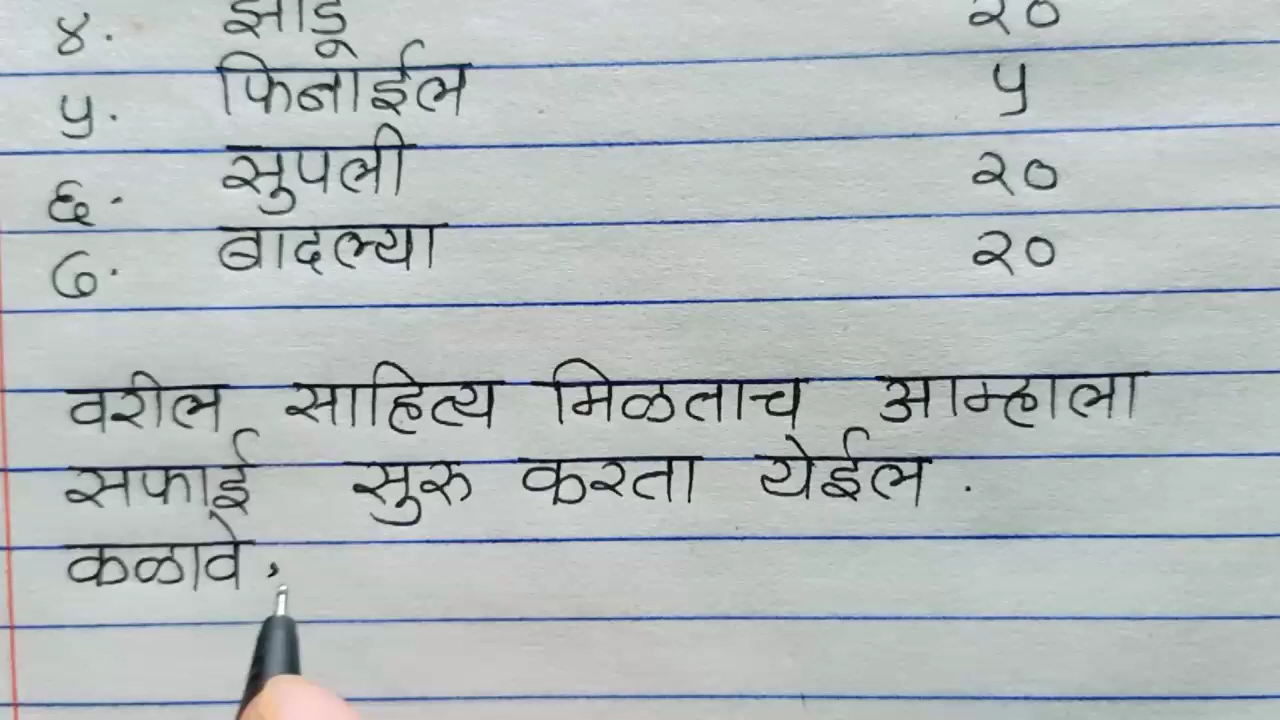 ४. झाडू २०
५. फिनाईल ५
६. सुपली २०
७. बादल्या २०
वरील साहित्य मिळताच आम्हाला
सफाई सुरु करता येईल .
कळावे,